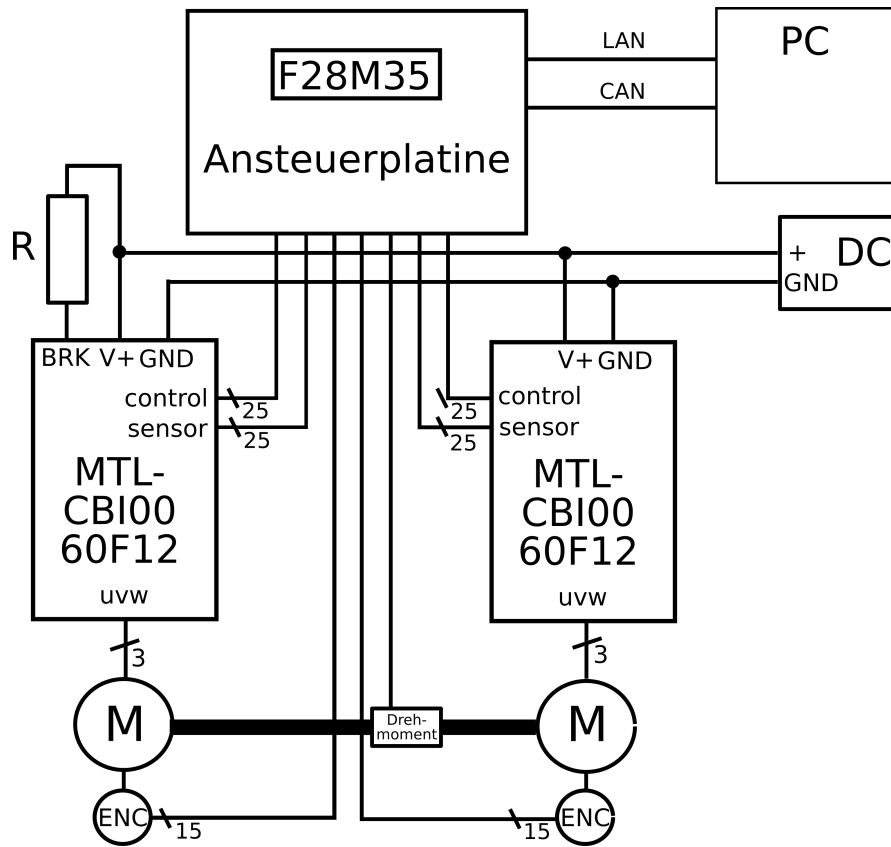 LAN
PC
F28M35
CAN
Ansteuerplatine
R
+
DC
GND
BRK V+ GND
V+ GND
control
25
25
control
sensor
25
25
sensor
MTL-
CBI00
60F12
MTL-
CBI00
60F12
uvw
uvw
3
3
M
Dreh-
moment
M
ENC
15
15
ENC